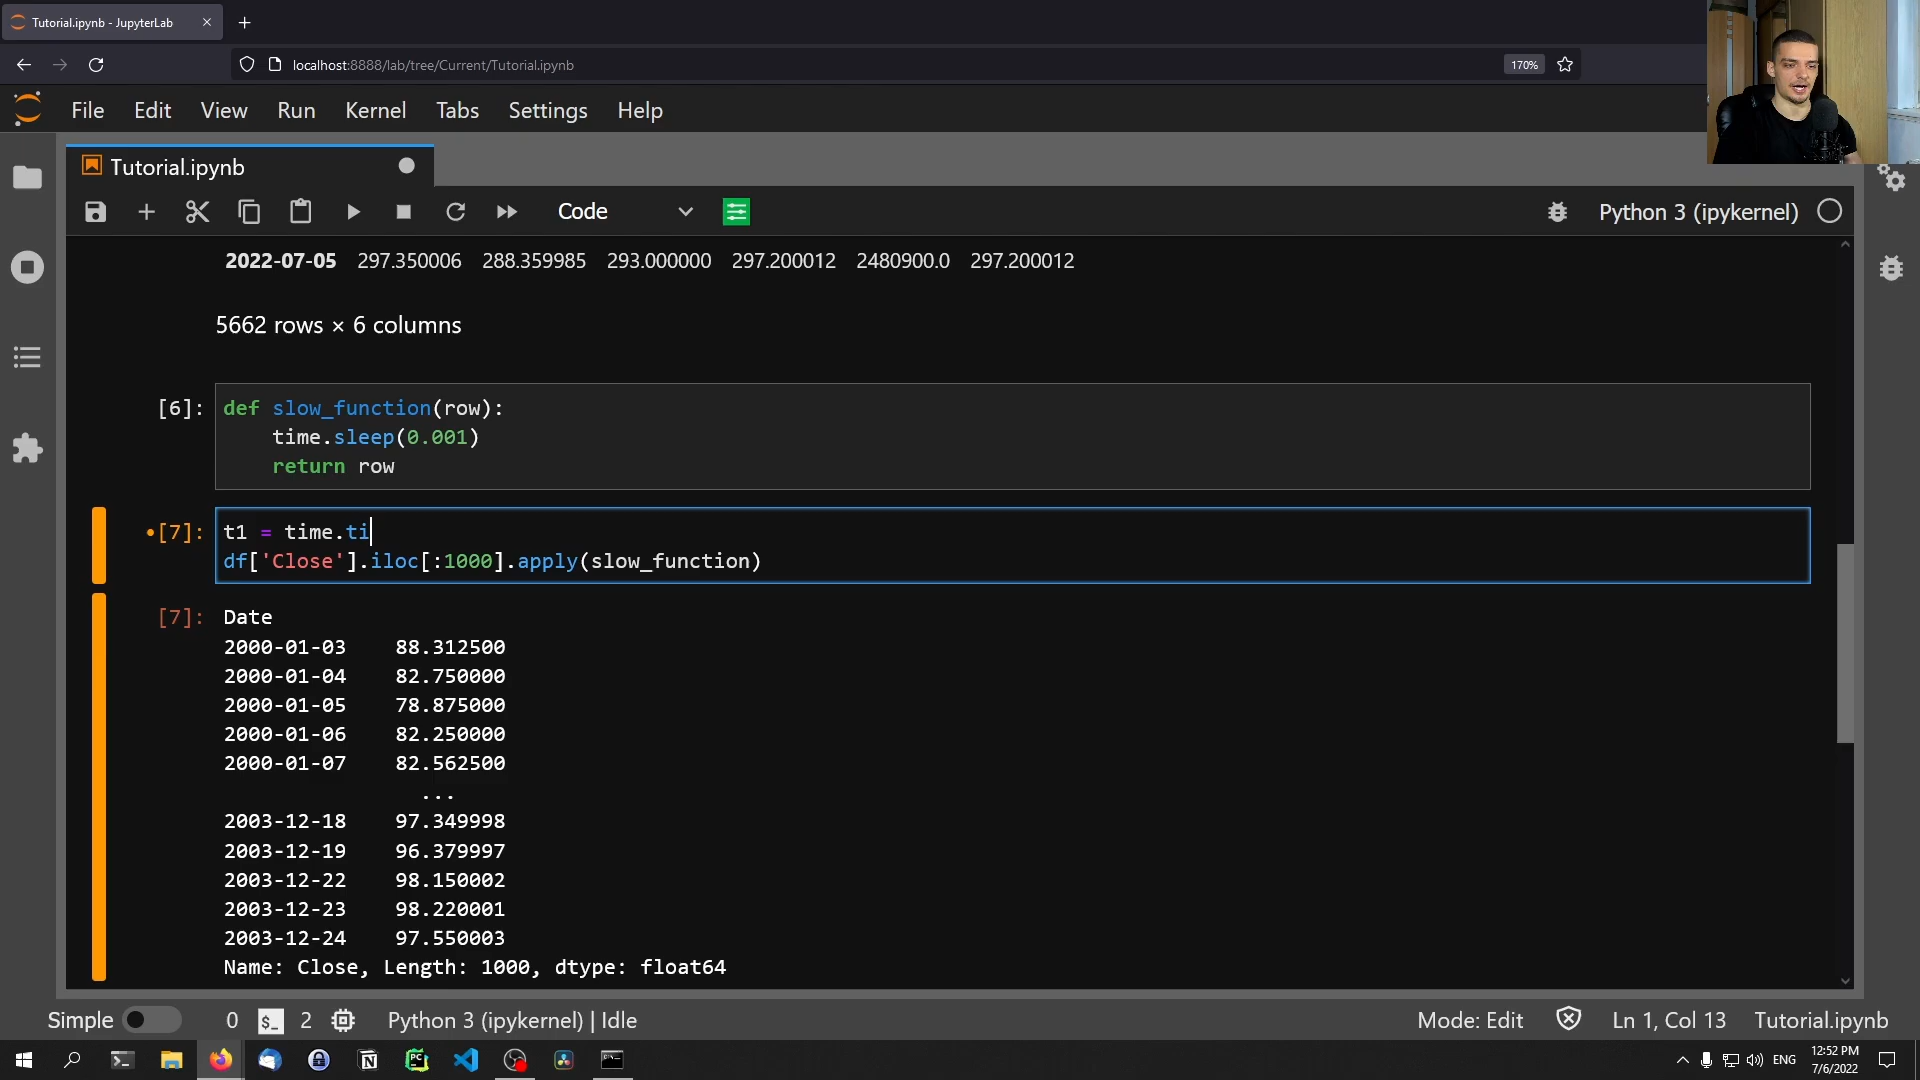 Tutorial.ipynb - JupyterLab
localhost:8888/lab/tree/Current/Tutorial.ipynb
170%
File Edit View Run Kernel Tabs Settings Help
Tutorial.ipynb
Code
Python 3 (ipykernel)
2022-07-05 297.350006 288.359985 293.000000 297.200012 2480900.0 297.200012
5662 rows × 6 columns
[6]: def slow_function(row):
time.sleep(0.001)
return row
•[7]: t1 = time.ti
df['Close'].iloc[:1000].apply(slow_function)
[7]: Date
2000-01-03 88.312500
2000-01-04 82.750000
2000-01-05 78.875000
2000-01-06 82.250000
2000-01-07 82.562500
...
2003-12-18 97.349998
2003-12-19 96.379997
2003-12-22 98.150002
2003-12-23 98.220001
2003-12-24 97.550003
Name: Close, Length: 1000, dtype: float64
Simple 0 $_ 2 Python 3 (ipykernel) | Idle Mode: Edit Ln 1, Col 13 Tutorial.ipynb
ENG
12:52 PM
7/6/2022